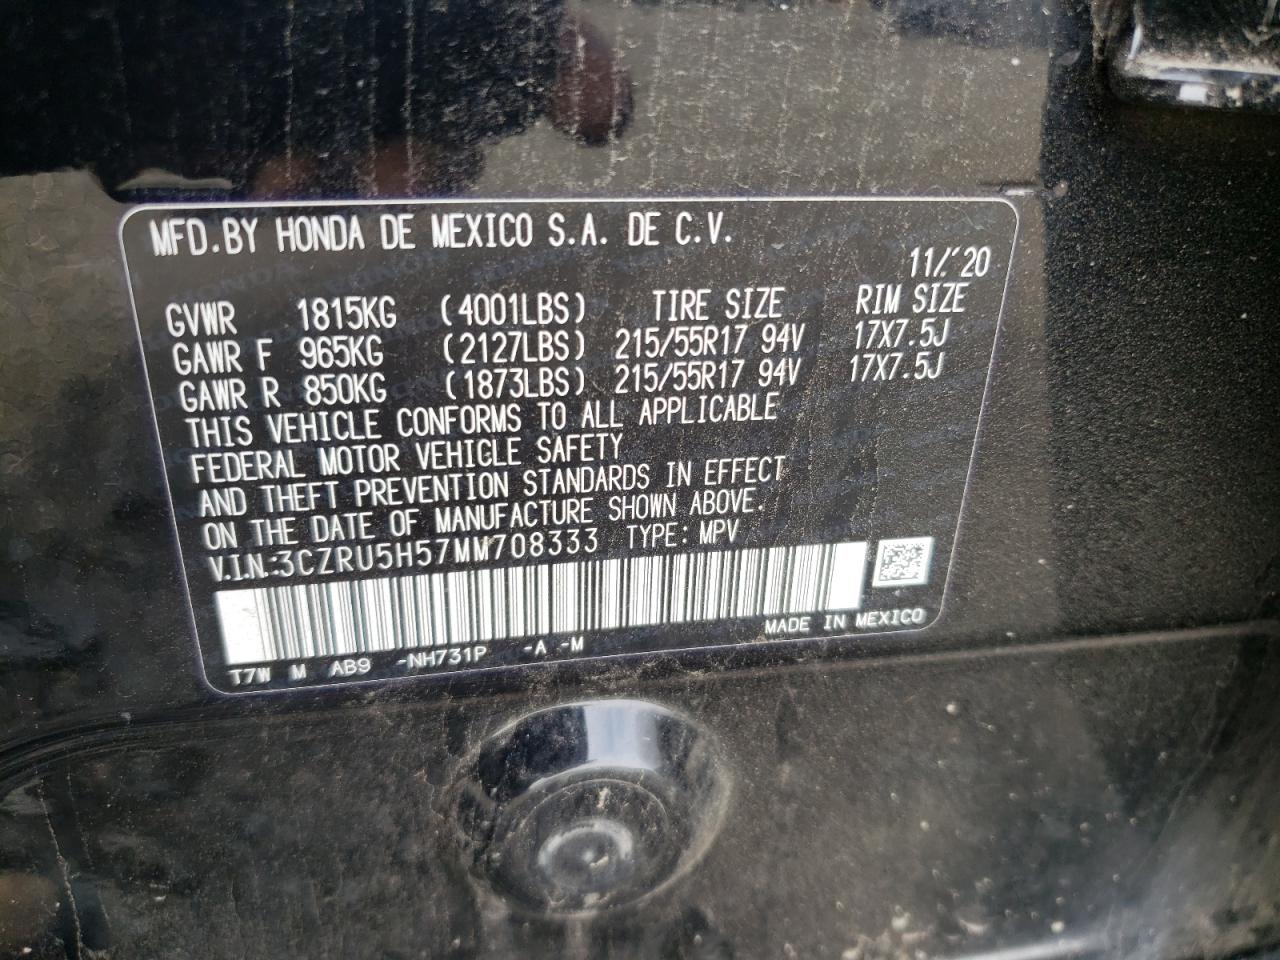 MFD.BY HONDA DE MEXICO S.A. DE C.V.
11/'20
GVWR 1815KG (4001LBS) TIRE SIZE RIM SIZE
GAWR F 965KG (2127LBS) 215/55R17 94V 17X7.5J
GAWR R 850KG (1873LBS) 215/55R17 94V 17X7.5J
THIS VEHICLE CONFORMS TO ALL APPLICABLE
FEDERAL MOTOR VEHICLE SAFETY
AND THEFT PREVENTION STANDARDS IN EFFECT
ON THE DATE OF MANUFACTURE SHOWN ABOVE.
V.I.N.:3CZRU5H57MM708333 TYPE: MPV
MADE IN MEXICO
T7W M AB9 -NH731P -A -M